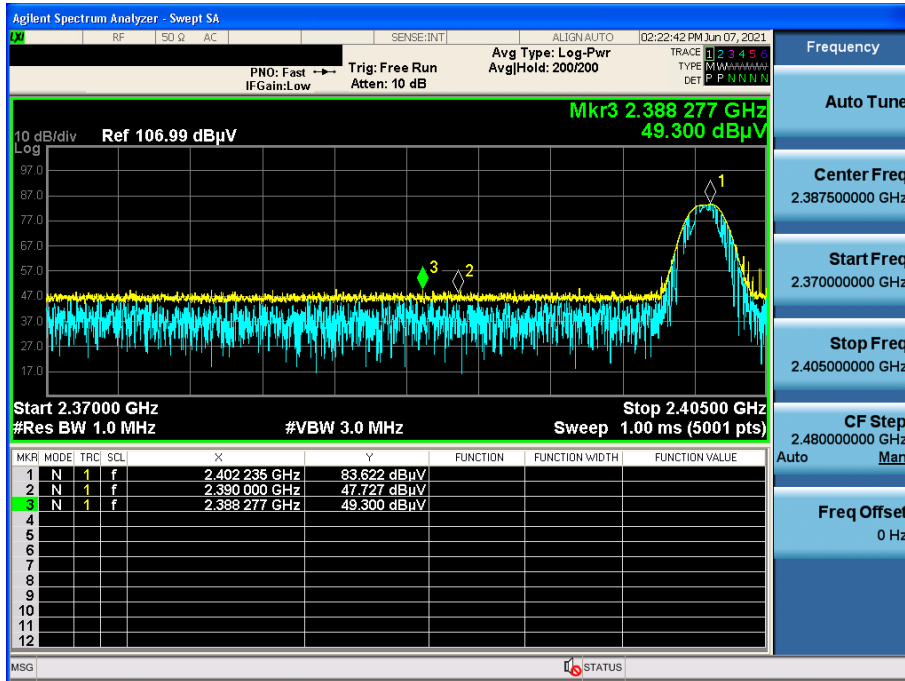 Agilent Spectrum Analyzer - Swept SA
LXI RF 50 Ω AC SENSE:INT ALIGN AUTO 02:22:42 PM Jun 07, 2021
PNO: Fast Trig: Free Run Avg Type: Log-Pwr TRACE 1 2 3 4 5 6
IFGain:Low Atten: 10 dB Avg|Hold: 200/200 TYPE MWWWWW
DET P P N N N N
Mkr3 2.388 277 GHz
49.300 dBµV
10 dB/div Ref 106.99 dBµV
Log
97.0
87.0
77.0
67.0
57.0
47.0
37.0
27.0
17.0
1
3
2
Start 2.37000 GHz Stop 2.40500 GHz
#Res BW 1.0 MHz #VBW 3.0 MHz Sweep 1.00 ms (5001 pts)
MKR MODE TRC SCL X Y FUNCTION FUNCTION WIDTH FUNCTION VALUE
1 N 1 f 2.402 235 GHz 83.622 dBµV
2 N 1 f 2.390 000 GHz 47.727 dBµV
3 N 1 f 2.388 277 GHz 49.300 dBµV
4
5
6
7
8
9
10
11
12
MSG STATUS
Frequency
Auto Tune
Center Freq
2.387500000 GHz
Start Freq
2.370000000 GHz
Stop Freq
2.405000000 GHz
CF Step
2.480000000 GHz
Auto Man
Freq Offset
0 Hz